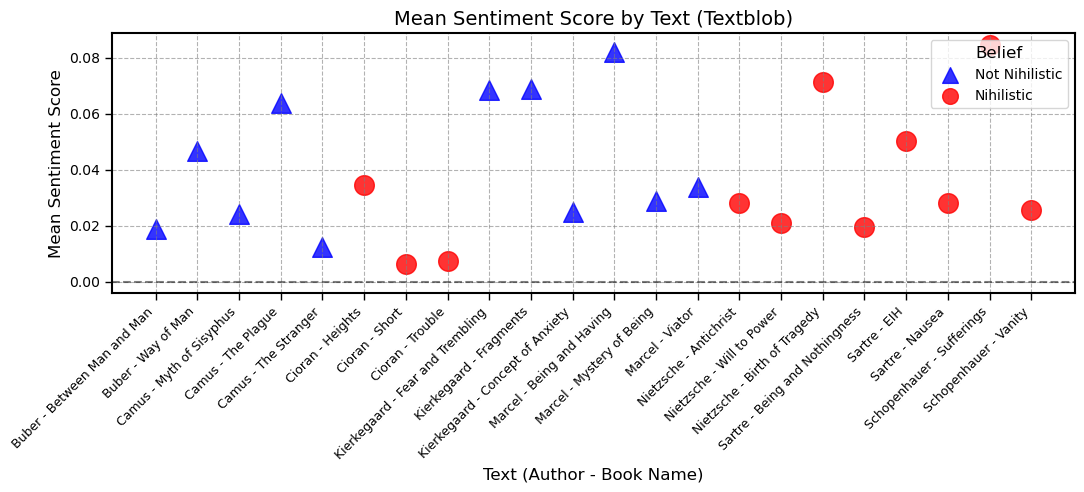 Mean Sentiment Score by Text (Textblob)
Mean Sentiment Score
0.08
0.06
0.04
0.02
0.00
Belief
Not Nihilistic
Nihilistic
Buber - Between Man and Man
Buber - Way of Man
Camus - Myth of Sisyphus
Camus - The Plague
Camus - The Stranger
Cioran - Heights
Cioran - Short
Cioran - Trouble
Kierkegaard - Fear and Trembling
Kierkegaard - Fragments
Kierkegaard - Concept of Anxiety
Marcel - Being and Having
Marcel - Mystery of Being
Marcel - Viator
Nietzsche - Antichrist
Nietzsche - Will to Power
Nietzsche - Birth of Tragedy
Sartre - Being and Nothingness
Sartre - EIH
Sartre - Nausea
Schopenhauer - Sufferings
Schopenhauer - Vanity
Text (Author - Book Name)